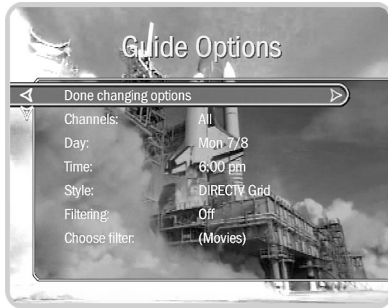 Guide Options
Done changing options
Channels: All
Day: Mon 7/8
Time: 6:00 pm
Style: DIRECTV Grid
Filtering: Off
Choose filter: (Movies)